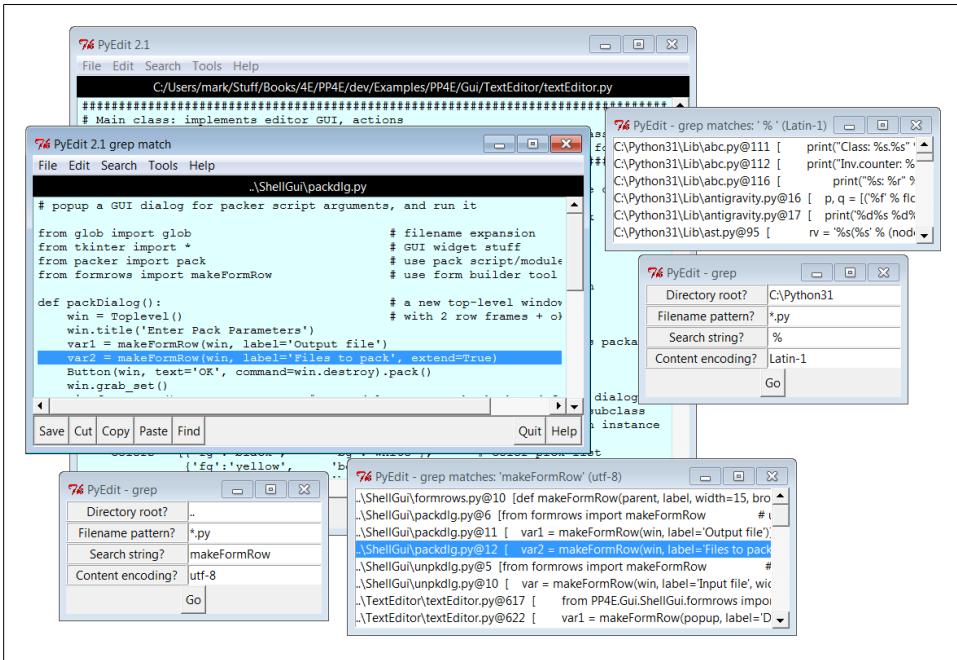 PyEdit 2.1
File Edit Search Tools Help
C:/Users/mark/Stuff/Books/4E/PP4E/dev/Examples/PP4E/Gui/TextEditor/textEditor.py
################################################################################
# Main class: implements editor GUI, actions
PyEdit 2.1 grep match
File Edit Search Tools Help
..\ShellGui\packdlg.py
# popup a GUI dialog for packer script arguments, and run it
from glob import glob # filename expansion
from tkinter import * # GUI widget stuff
from packer import pack # use pack script/module
from formrows import makeFormRow # use form builder tool
def packDialog(): # a new top-level window
win = Toplevel() # with 2 row frames + ok
win.title('Enter Pack Parameters')
var1 = makeFormRow(win, label='Output file')
var2 = makeFormRow(win, label='Files to pack', extend=True)
Button(win, text='OK', command=win.destroy).pack()
win.grab_set()
s packa
dialog
subclass
n instance
Save Cut Copy Paste Find Quit Help
{'fg':'yellow',
PyEdit - grep matches: ' % ' (Latin-1)
C:\Python31\Lib\abc.py@111 [ print("Class: %s.%s"
C:\Python31\Lib\abc.py@112 [ print("Inv.counter: %
C:\Python31\Lib\abc.py@116 [ print("%s: %r" %
C:\Python31\Lib\antigravity.py@16 [ p, q = [('%f' % flo
C:\Python31\Lib\antigravity.py@17 [ print('%d%s %d%
C:\Python31\Lib\ast.py@95 [ rv = '%s(%s' % (node
PyEdit - grep
Directory root? C:\Python31
Filename pattern? *.py
Search string? %
Content encoding? Latin-1
Go
PyEdit - grep
Directory root? ..
Filename pattern? *.py
Search string? makeFormRow
Content encoding? utf-8
Go
PyEdit - grep matches: 'makeFormRow' (utf-8)
..\ShellGui\formrows.py@10 [def makeFormRow(parent, label, width=15, bro
..\ShellGui\packdlg.py@6 [from formrows import makeFormRow # u
..\ShellGui\packdlg.py@11 [ var1 = makeFormRow(win, label='Output file')]
..\ShellGui\packdlg.py@12 [ var2 = makeFormRow(win, label='Files to pack
..\ShellGui\unpkdlg.py@5 [from formrows import makeFormRow #
..\ShellGui\unpkdlg.py@10 [ var = makeFormRow(win, label='Input file', wid
..\TextEditor\textEditor.py@617 [ from PP4E.Gui.ShellGui.formrows impor
..\TextEditor\textEditor.py@622 [ var1 = makeFormRow(popup, label='D